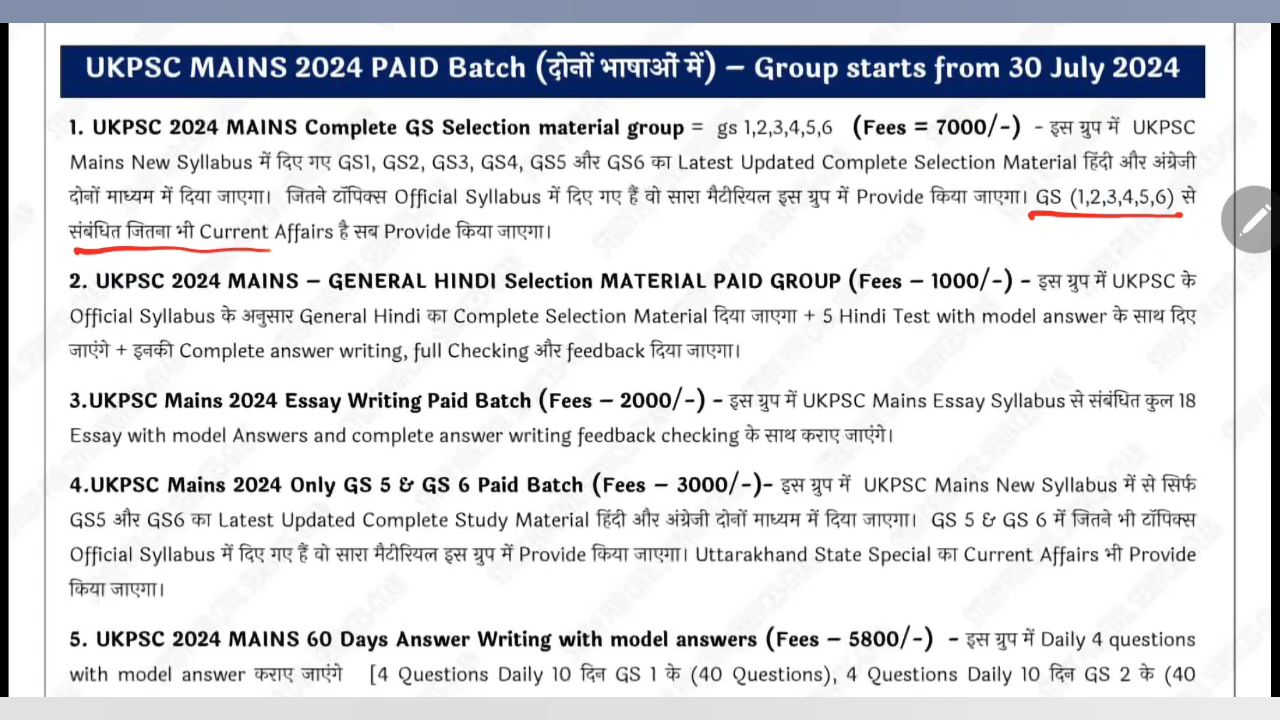 UKPSC MAINS 2024 PAID Batch (दोनों भाषाओं में) – Group starts from 30 July 2024
1. UKPSC 2024 MAINS Complete GS Selection material group = gs 1,2,3,4,5,6 (Fees = 7000/-) - इस ग्रुप में UKPSC
Mains New Syllabus में दिए गए GS1, GS2, GS3, GS4, GS5 और GS6 का Latest Updated Complete Selection Material हिंदी और अंग्रेजी
दोनों माध्यम में दिया जाएगा। जितने टॉपिक्स Official Syllabus में दिए गए हैं वो सारा मैटीरियल इस ग्रुप में Provide किया जाएगा। GS (1,2,3,4,5,6) से
संबंधित जितना भी Current Affairs है सब Provide किया जाएगा।
2. UKPSC 2024 MAINS – GENERAL HINDI Selection MATERIAL PAID GROUP (Fees – 1000/-) - इस ग्रुप में UKPSC के
Official Syllabus के अनुसार General Hindi का Complete Selection Material दिया जाएगा + 5 Hindi Test with model answer के साथ दिए
जाएंगे + इनकी Complete answer writing, full Checking और feedback दिया जाएगा।
3.UKPSC Mains 2024 Essay Writing Paid Batch (Fees – 2000/-) - इस ग्रुप में UKPSC Mains Essay Syllabus से संबंधित कुल 18
Essay with model Answers and complete answer writing feedback checking के साथ कराए जाएंगे।
4.UKPSC Mains 2024 Only GS 5 & GS 6 Paid Batch (Fees – 3000/-)- इस ग्रुप में UKPSC Mains New Syllabus में से सिर्फ
GS5 और GS6 का Latest Updated Complete Study Material हिंदी और अंग्रेजी दोनों माध्यम में दिया जाएगा। GS 5 & GS 6 में जितने भी टॉपिक्स
Official Syllabus में दिए गए हैं वो सारा मैटीरियल इस ग्रुप में Provide किया जाएगा। Uttarakhand State Special का Current Affairs भी Provide
किया जाएगा।
5. UKPSC 2024 MAINS 60 Days Answer Writing with model answers (Fees – 5800/-) - इस ग्रुप में Daily 4 questions
with model answer कराए जाएंगे [4 Questions Daily 10 दिन GS 1 के (40 Questions), 4 Questions Daily 10 दिन GS 2 के (40